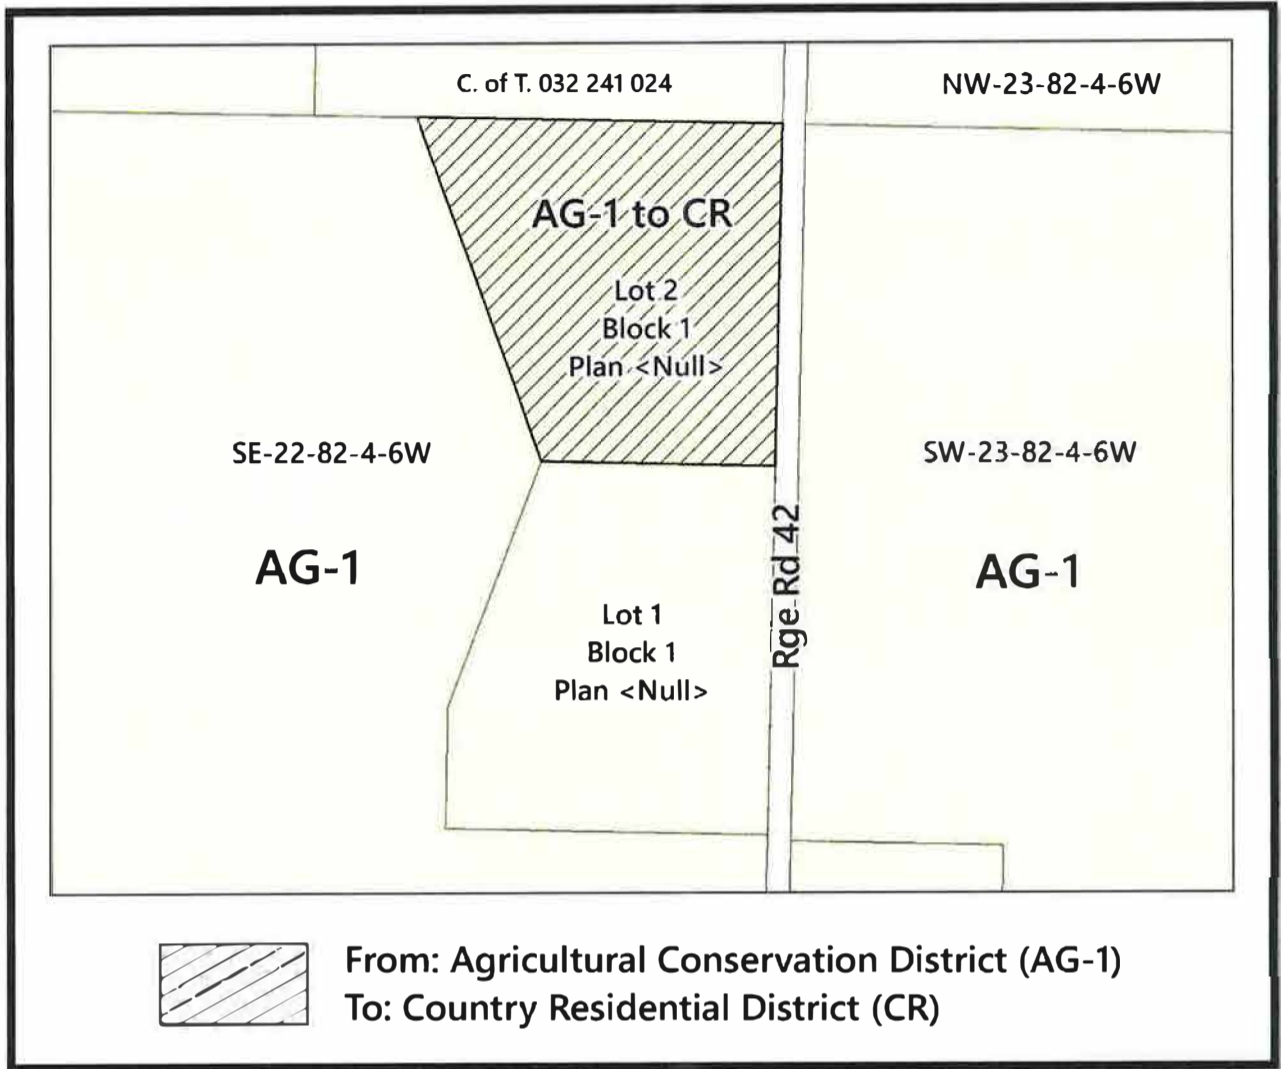 C. of T. 032 241 024
NW-23-82-4-6W
AG-1 to CR
Lot 2
Block 1
Plan <Null>
SE-22-82-4-6W
SW-23-82-4-6W
AG-1
Rge Rd 42
AG-1
Lot 1
Block 1
Plan <Null>
From: Agricultural Conservation District (AG-1)
To: Country Residential District (CR)